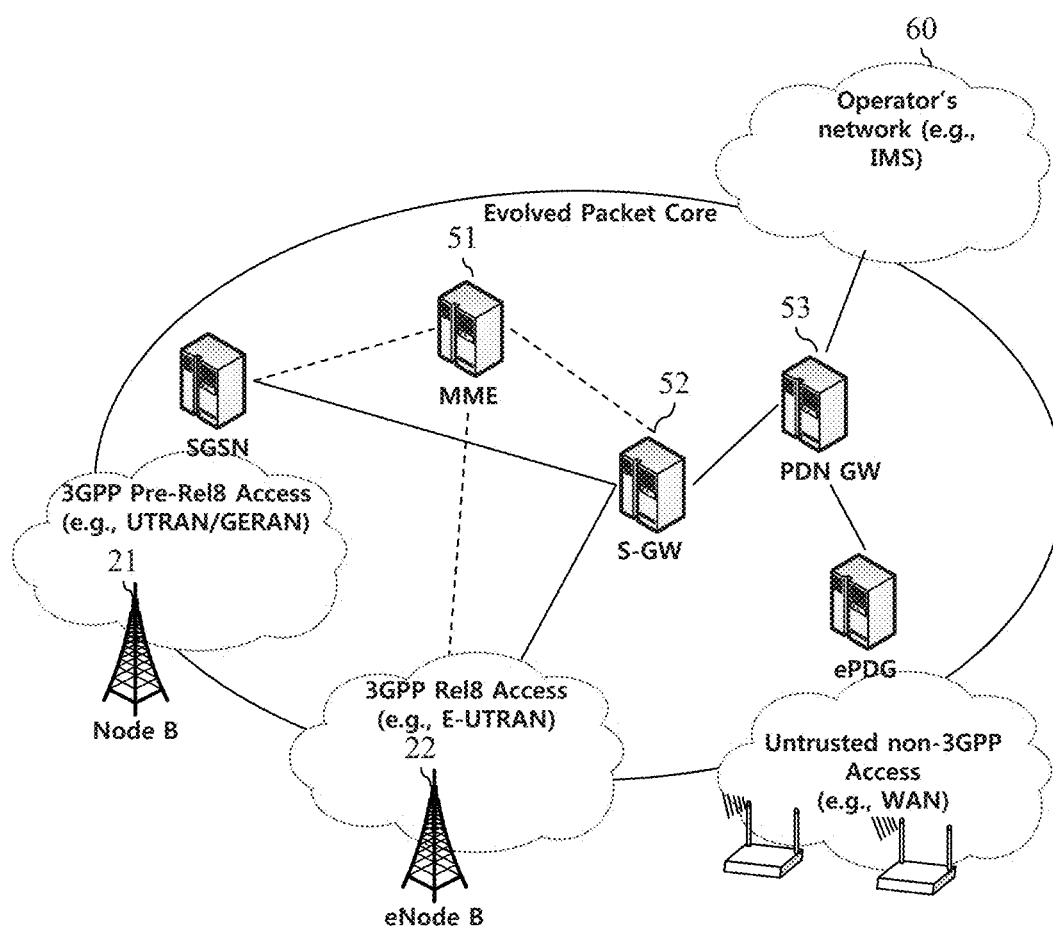 60
Operator's
network (e.g.,
IMS)
Evolved Packet Core
51
53
MME
52
SGSN
PDN GW
3GPP Pre-Rel8 Access
(e.g., UTRAN/GERAN)
S-GW
21
ePDG
3GPP Rel8 Access
(e.g., E-UTRAN)
Node B
22
Untrusted non-3GPP
Access
(e.g., WAN)
eNode B